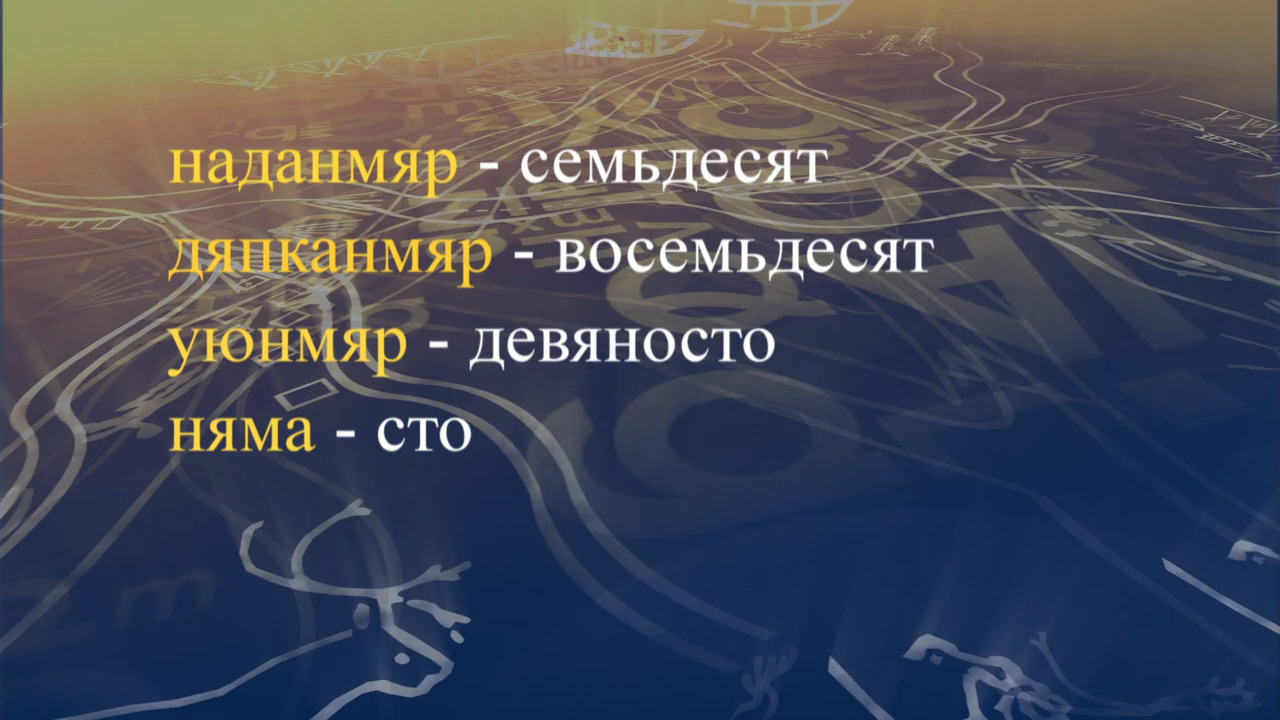 наданмяр - семьдесят
дяпканмяр - восемьдесят
уюнмяр - девяносто
няма - сто